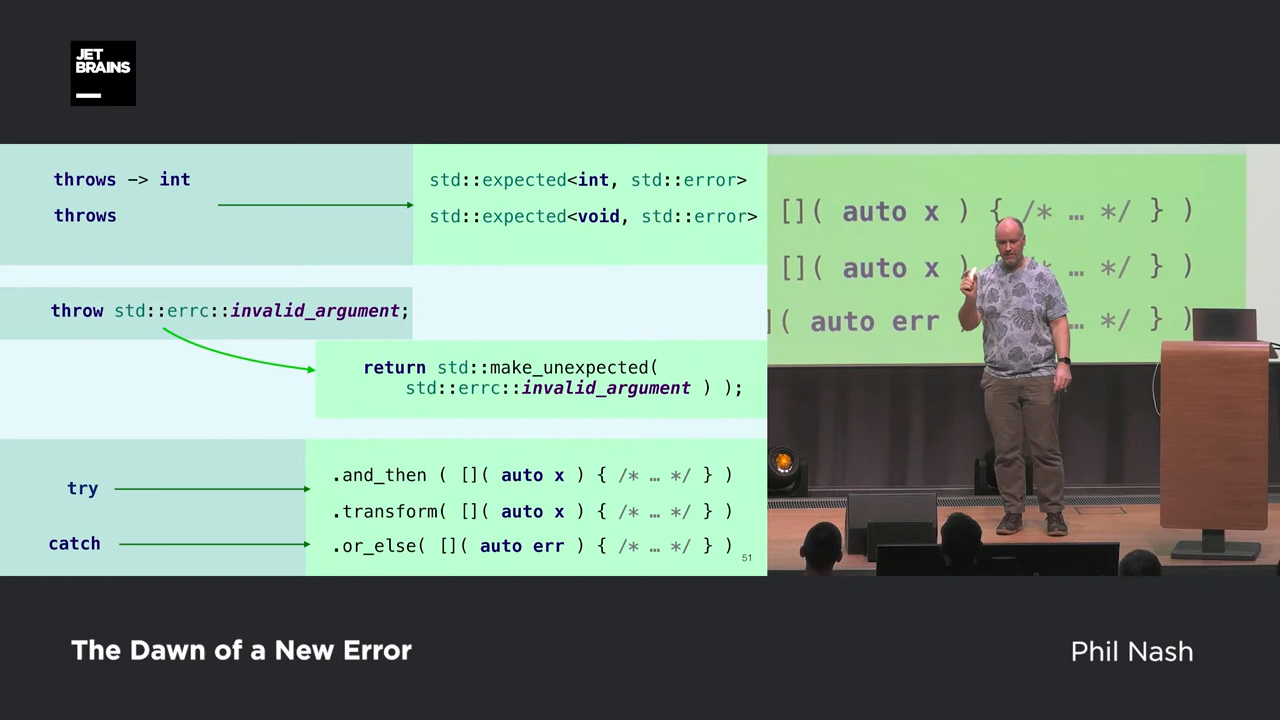 JET
BRAINS
throws -> int
throws
std::expected<int, std::error>
std::expected<void, std::error>
throw std::errc::invalid_argument;
return std::make_unexpected(
std::errc::invalid_argument ) );
try
catch
.and_then ( []( auto x ) { /* … */ } )
.transform( []( auto x ) { /* … */ } )
.or_else( []( auto err ) { /* … */ } )
51
[]( auto x ) { /* … */ } )
[]( auto x ) … */ } )
]( auto err … */ } )
The Dawn of a New Error
Phil Nash